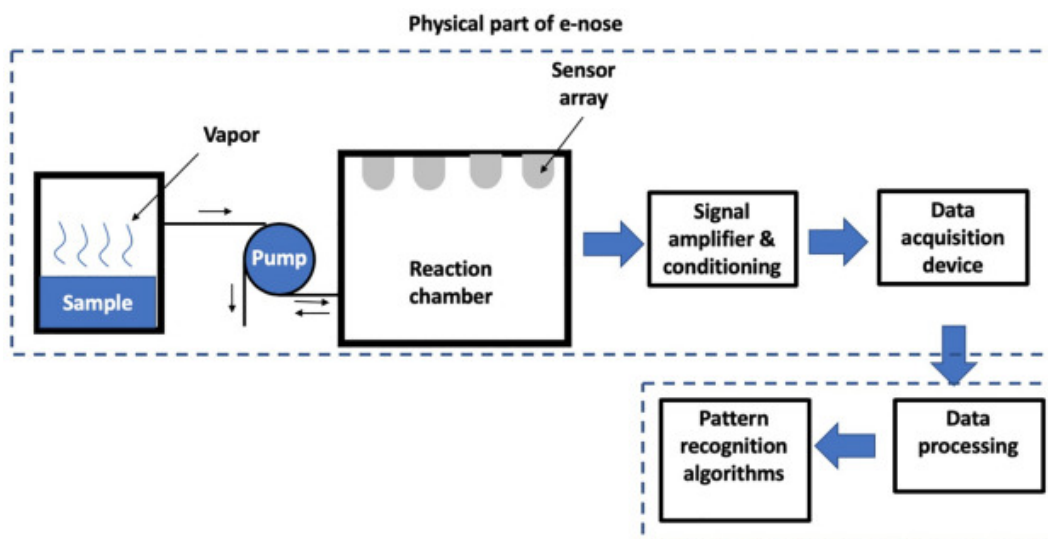 Physical part of e-nose
Sensor
array
Vapor
Pump
Sample
Reaction
chamber
Signal
amplifier &
conditioning
Data
acquisition
device
Pattern
recognition
algorithms
Data
processing